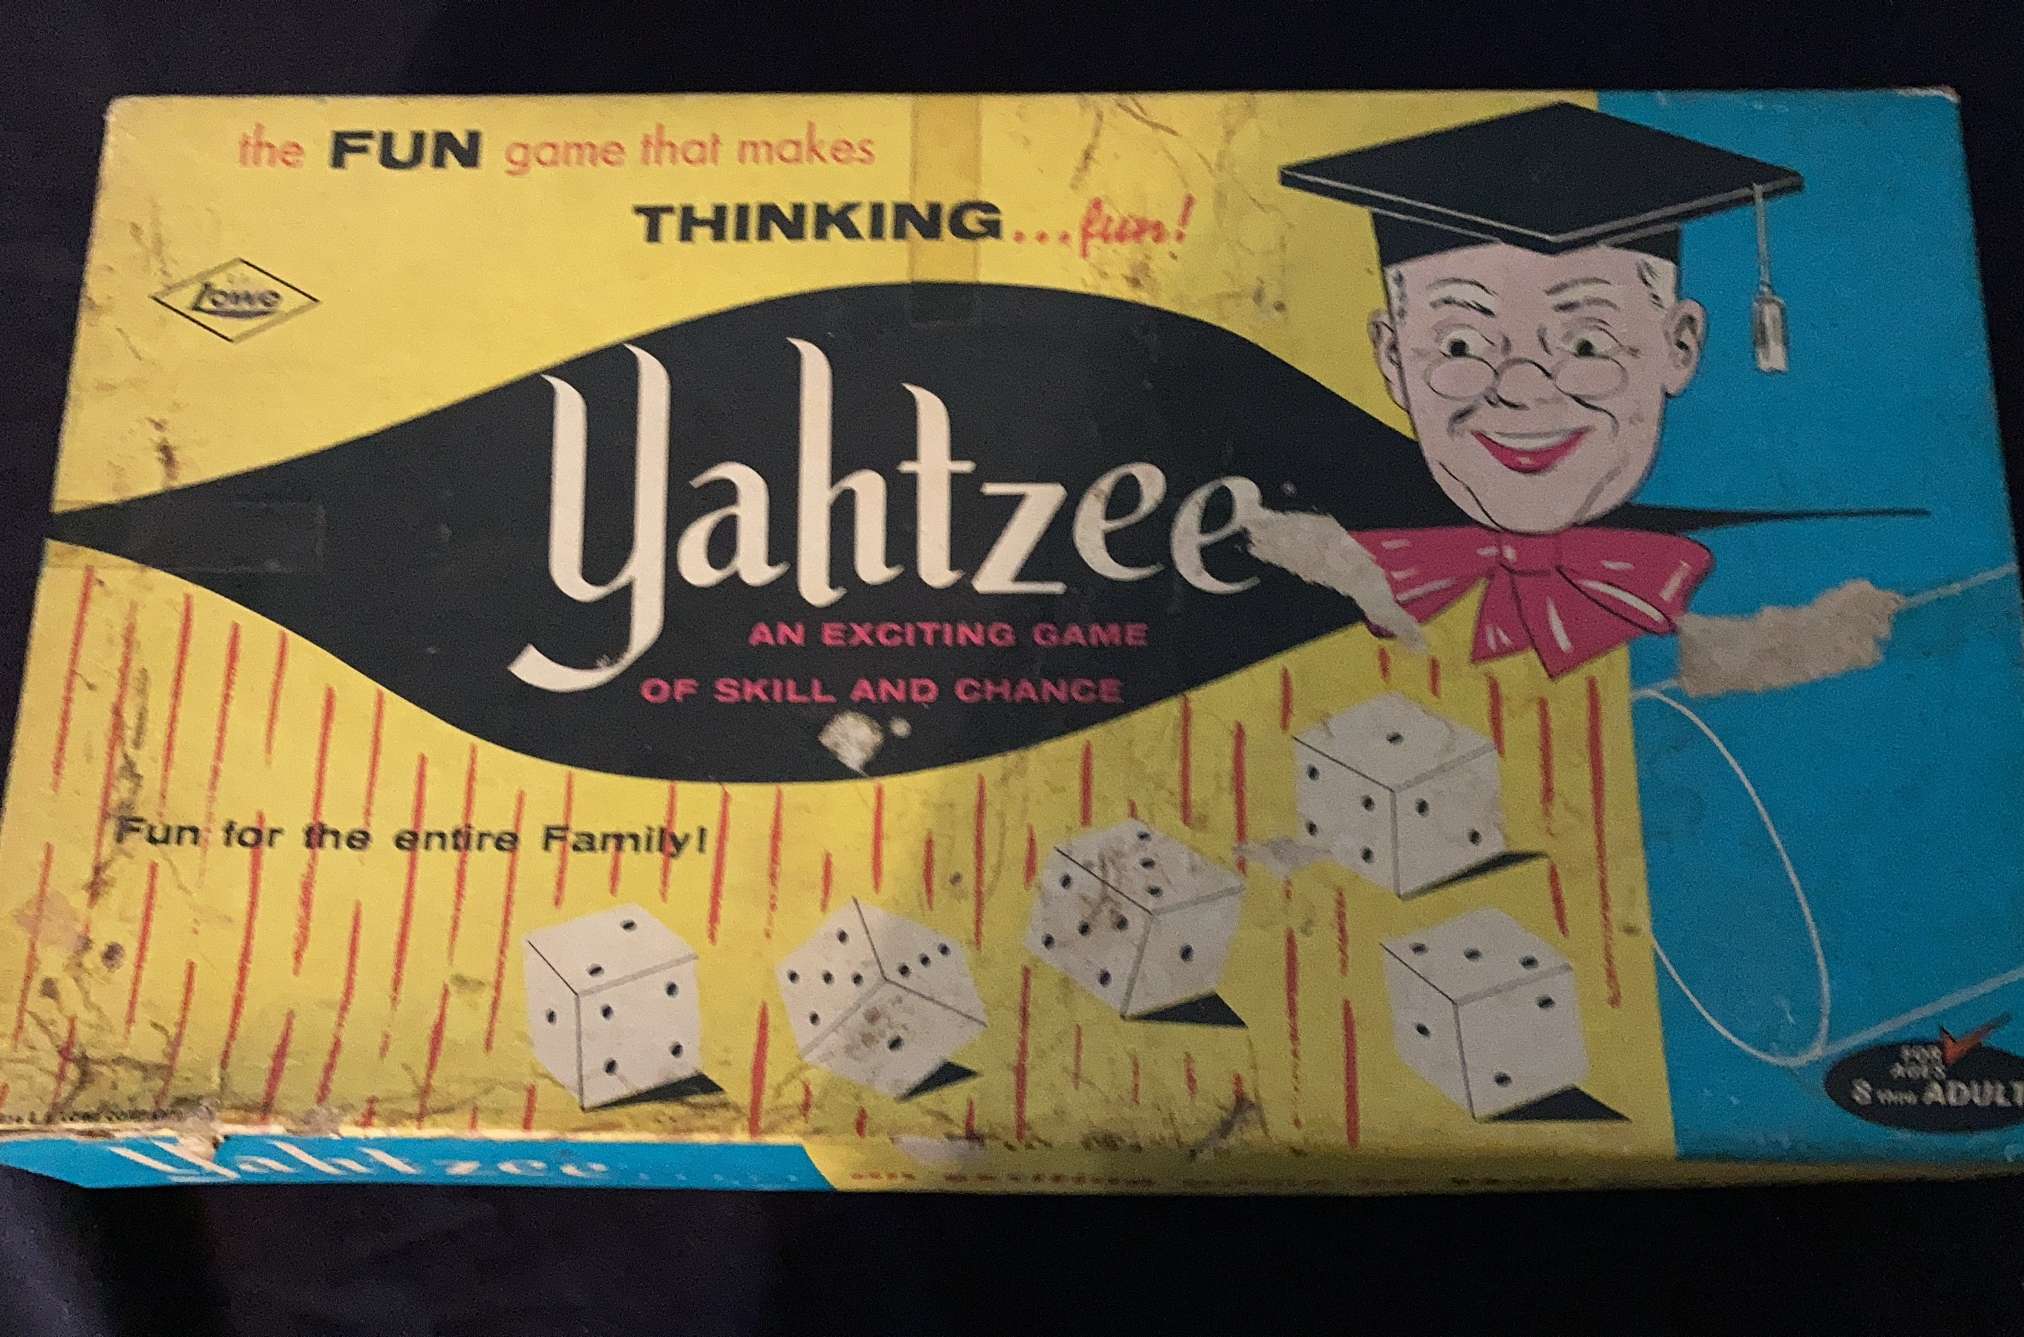 the FUN game that makes
THINKING...fun!
Lowe
Yahtzee
AN EXCITING GAME
OF SKILL AND CHANCE
Fun for the entire Family!
FOR
AGES
8 thru ADULT
Yahtzee